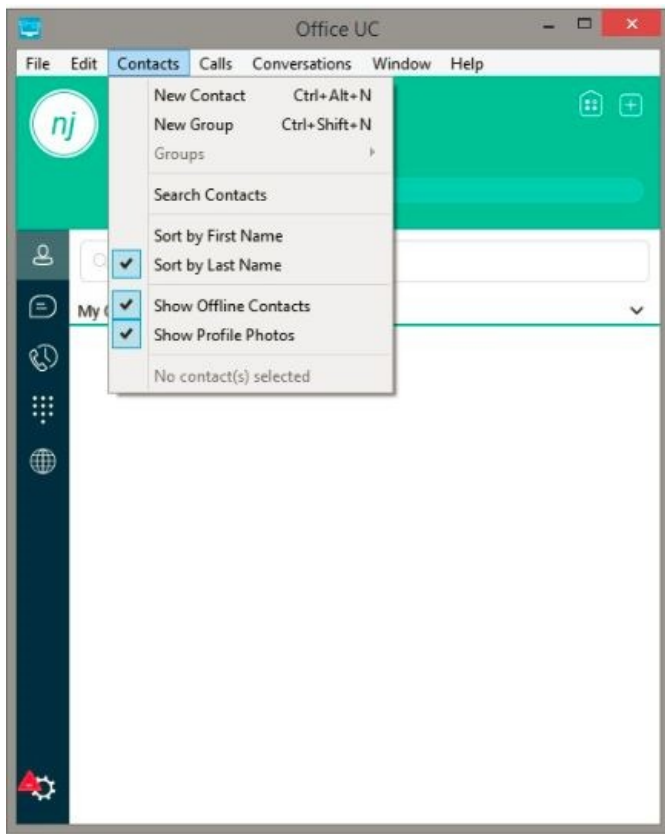 Office UC
File Edit Contacts Calls Conversations Window Help
nj
New Contact Ctrl+Alt+N
New Group Ctrl+Shift+N
Groups
Search Contacts
Sort by First Name
Sort by Last Name
My
Show Offline Contacts
Show Profile Photos
No contact(s) selected